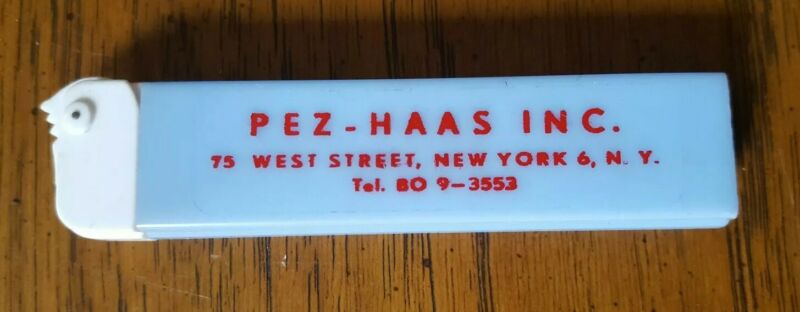 PEZ-HAAS INC.
75 WEST STREET, NEW YORK 6, N. Y.
Tel. BO 9-3553